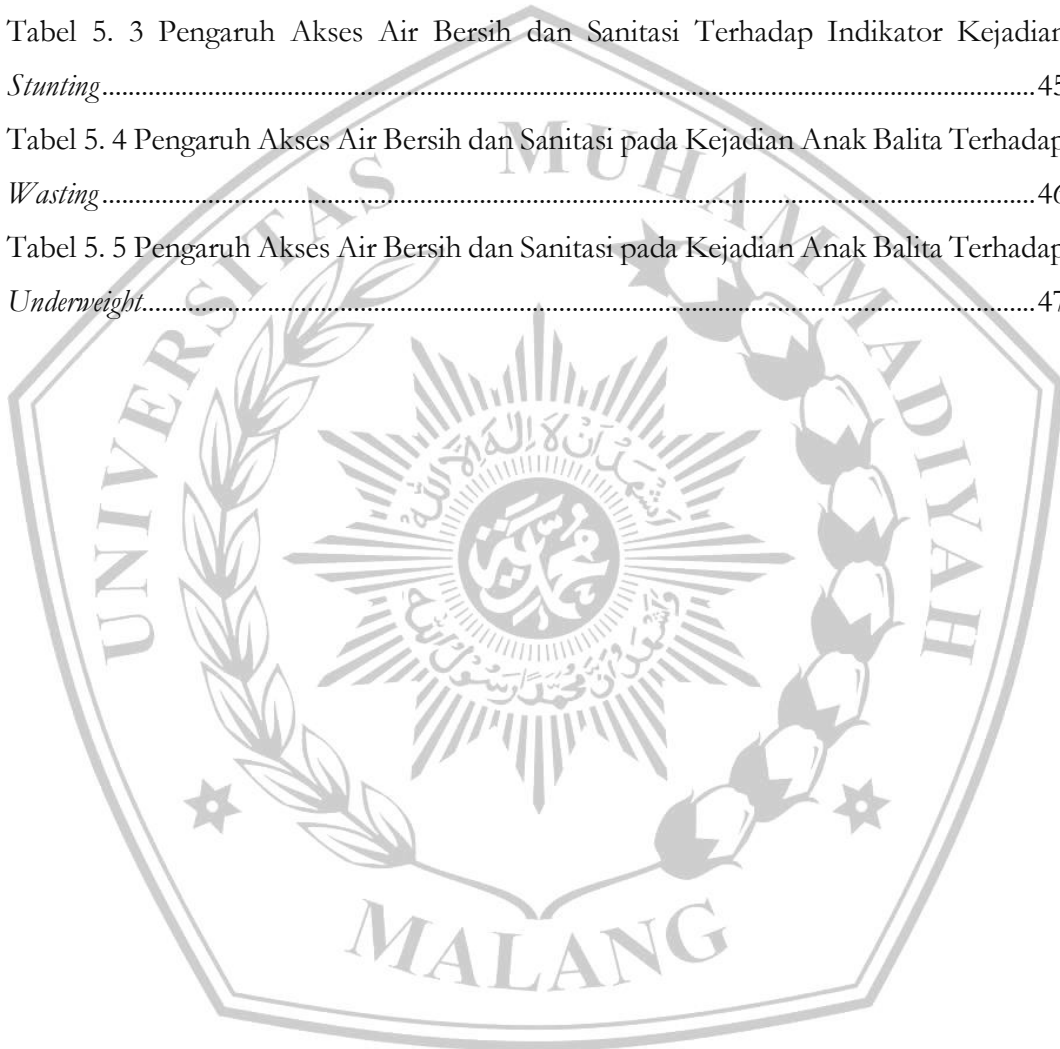 Tabel 5. 3 Pengaruh Akses Air Bersih dan Sanitasi Terhadap Indikator Kejadian
Stunting.....45
Tabel 5. 4 Pengaruh Akses Air Bersih dan Sanitasi pada Kejadian Anak Balita Terhadap
Wasting.....46
Tabel 5. 5 Pengaruh Akses Air Bersih dan Sanitasi pada Kejadian Anak Balita Terhadap
Underweight.....47
UNIVERSITAS MUHAMMADIYAH
MALANG